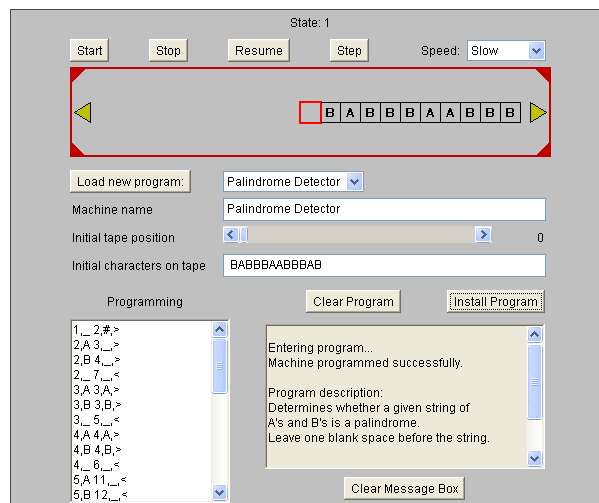 State: 1
Start Stop Resume Step Speed: Slow
B A B B B A A B B B
Load new program: Palindrome Detector
Machine name Palindrome Detector
Initial tape position 0
Initial characters on tape BABBBAABBBAB
Programming Clear Program Install Program
1,_ 2,#,>
2,A 3,_,>
2,B 4,_,>
2,_ 7,_,<
3,A 3,A,>
3,B 3,B,>
3,_ 5,_,<
4,A 4,A,>
4,B 4,B,>
4,_ 6,_,<
5,A 11,_,<
5,B 12,_,<
Entering program...
Machine programmed successfully.
Program description:
Determines whether a given string of
A's and B's is a palindrome.
Leave one blank space before the string.
Clear Message Box